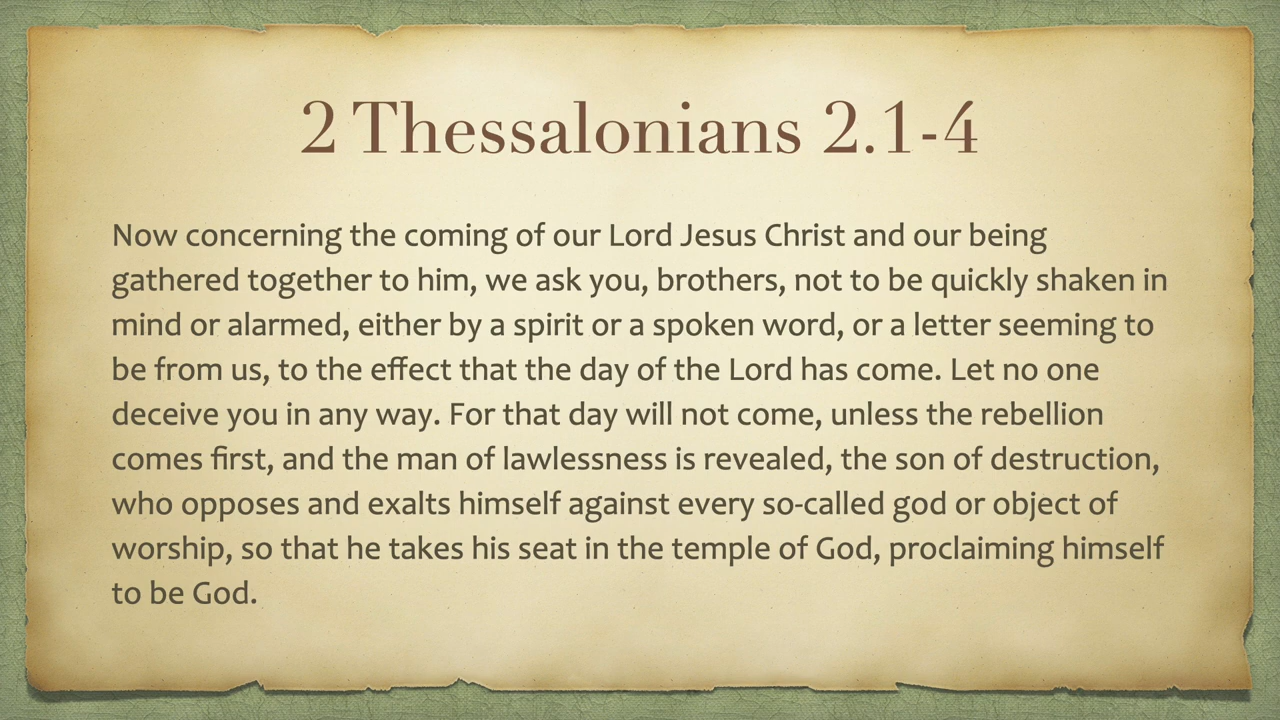 2 Thessalonians 2.1-4
Now concerning the coming of our Lord Jesus Christ and our being
gathered together to him, we ask you, brothers, not to be quickly shaken in
mind or alarmed, either by a spirit or a spoken word, or a letter seeming to
be from us, to the effect that the day of the Lord has come. Let no one
deceive you in any way. For that day will not come, unless the rebellion
comes first, and the man of lawlessness is revealed, the son of destruction,
who opposes and exalts himself against every so-called god or object of
worship, so that he takes his seat in the temple of God, proclaiming himself
to be God.